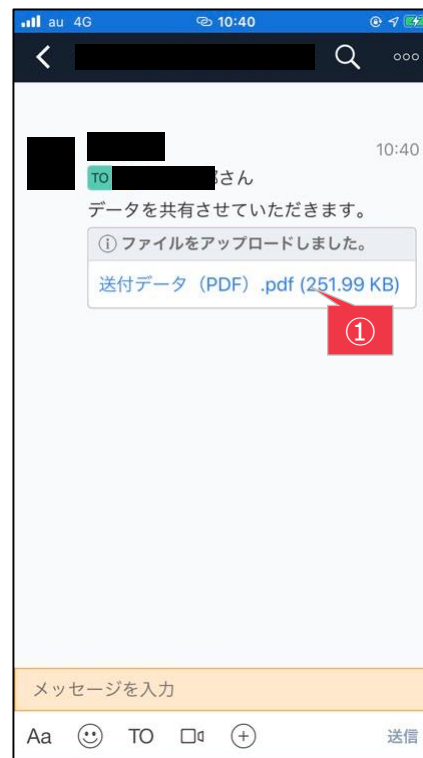 au 4G 10:40
10:40
TO さん
データを共有させていただきます。
ファイルをアップロードしました。
送付データ（PDF）.pdf (251.99 KB)
①
メッセージを入力
Aa TO 送信